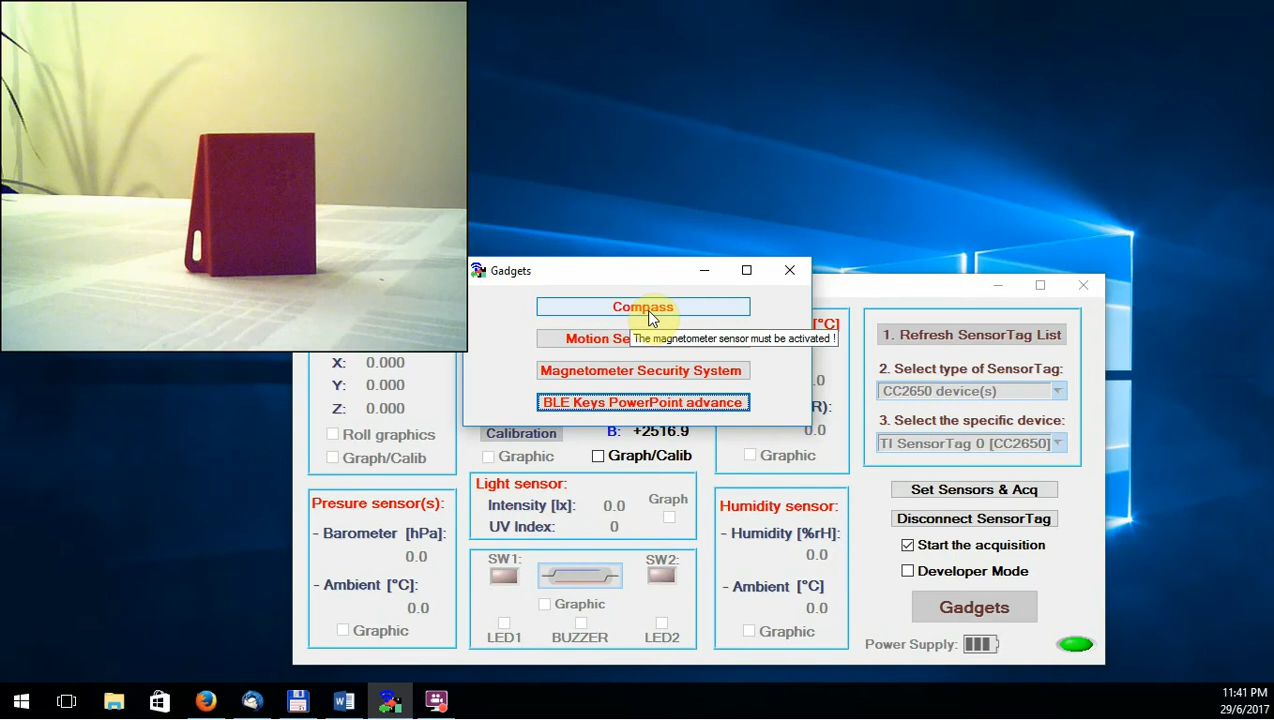 Gadgets
Compass
The magnetometer sensor must be activated !
Motion Se
Magnetometer Security System
BLE Keys PowerPoint advance
[°C]
.0
R):
0.0
X: 0.000
Y: 0.000
Z: 0.000
Roll graphics
Graph/Calib
Calibration
B: +2516.9
Graphic
Graph/Calib
Graphic
Presure sensor(s):
- Barometer [hPa]:
0.0
- Ambient [°C]:
0.0
Graphic
Light sensor:
Intensity [lx]: 0.0
UV Index: 0
Graph
SW1:
SW2:
Graphic
LED1
BUZZER
LED2
Humidity sensor:
- Humidity [%rH]:
0.0
- Ambient [°C]
0.0
Graphic
1. Refresh SensorTag List
2. Select type of SensorTag:
CC2650 device(s)
3. Select the specific device:
TI SensorTag 0 [CC2650]
Set Sensors & Acq
Disconnect SensorTag
Start the acquisition
Developer Mode
Gadgets
Power Supply:
11:41 PM
29/6/2017